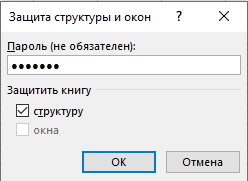 Защита структуры и окон
Пароль (не обязателен):
•••••••
Защитить книгу
структуру
окна
ОК
Отмена